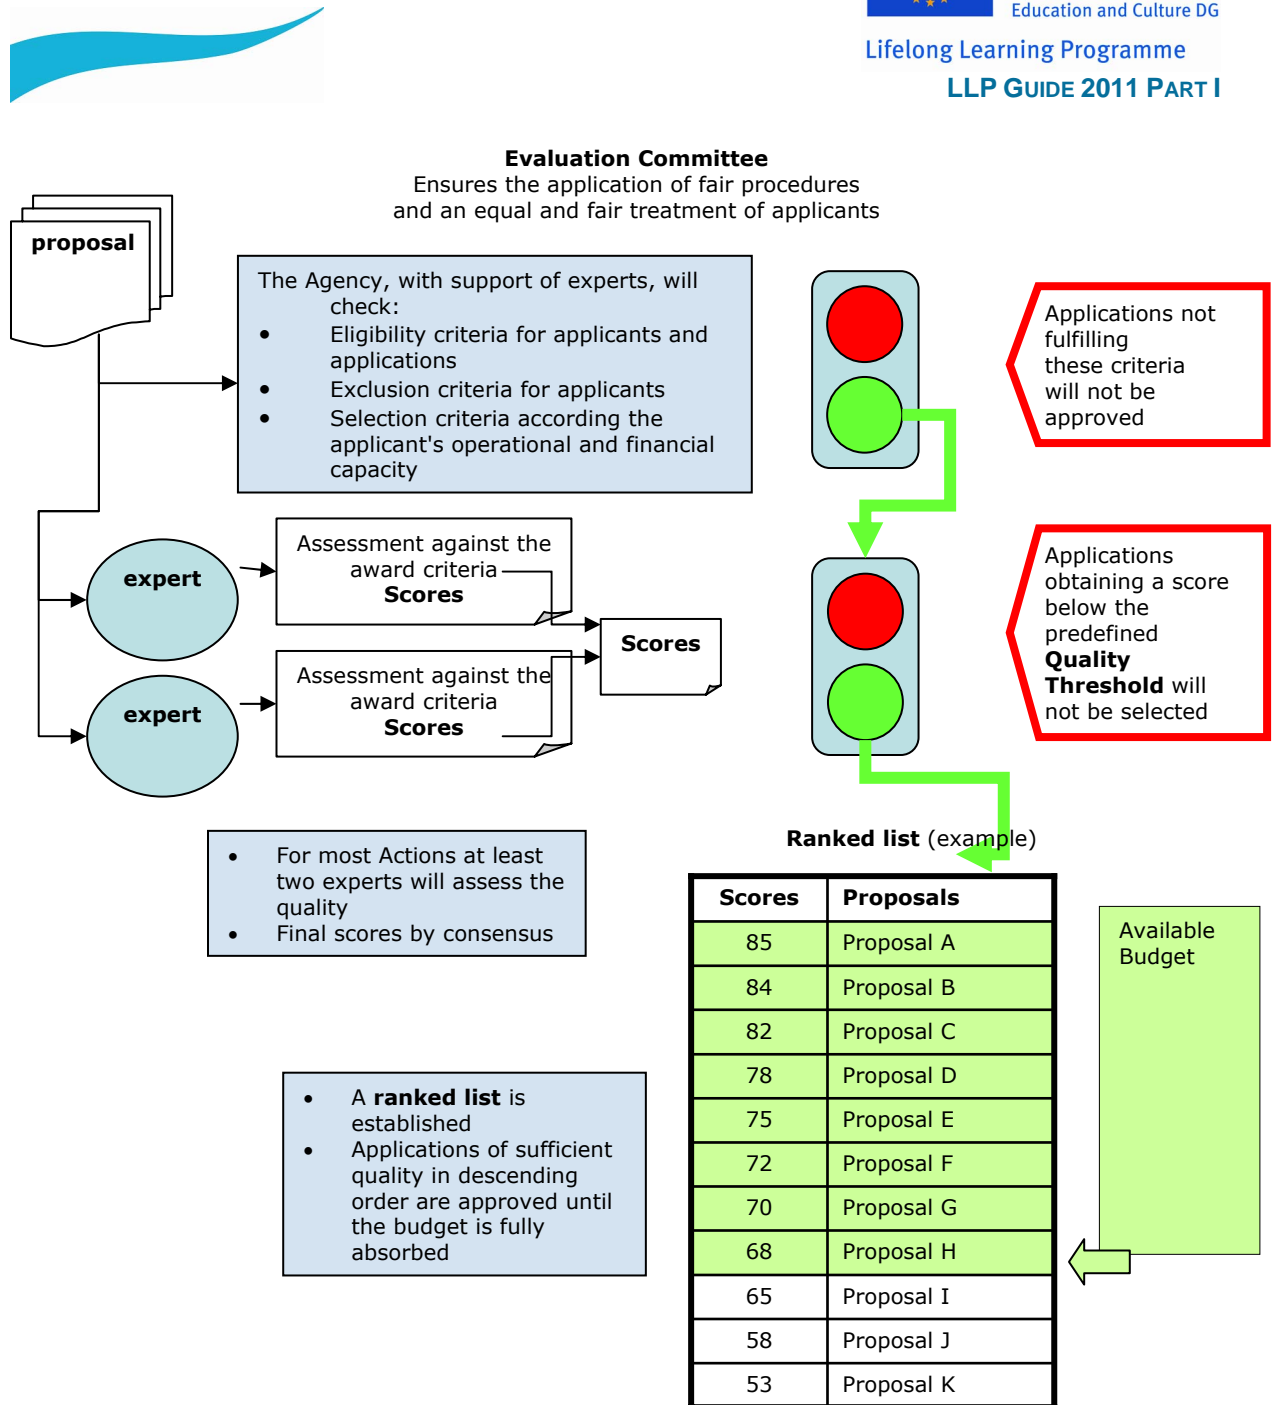 Education and Culture DG
Lifelong Learning Programme
LLP GUIDE 2011 PART I
Evaluation Committee
Ensures the application of fair procedures
and an equal and fair treatment of applicants
proposal
The Agency, with support of experts, will
check:
• Eligibility criteria for applicants and
applications
• Exclusion criteria for applicants
• Selection criteria according the
applicant's operational and financial
capacity
Applications not
fulfilling
these criteria
will not be
approved
expert
Assessment against the
award criteria
Scores
expert
Assessment against the
award criteria
Scores
Scores
Applications
obtaining a score
below the
predefined
Quality
Threshold will
not be selected
• For most Actions at least
two experts will assess the
quality
• Final scores by consensus
Ranked list (example)
Scores Proposals
85 Proposal A
84 Proposal B
82 Proposal C
78 Proposal D
75 Proposal E
72 Proposal F
70 Proposal G
68 Proposal H
65 Proposal I
58 Proposal J
53 Proposal K
Available
Budget
• A ranked list is
established
• Applications of sufficient
quality in descending
order are approved until
the budget is fully
absorbed